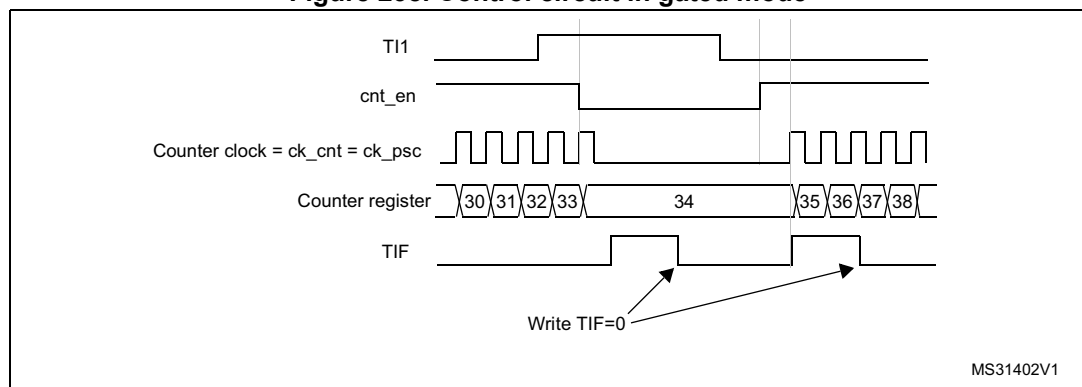 Figure Control circuit in gated mode
TI1
cnt_en
Counter clock = ck_cnt = ck_psc
Counter register 30 31 32 33 34 35 36 37 38
TIF
Write TIF=0
MS31402V1